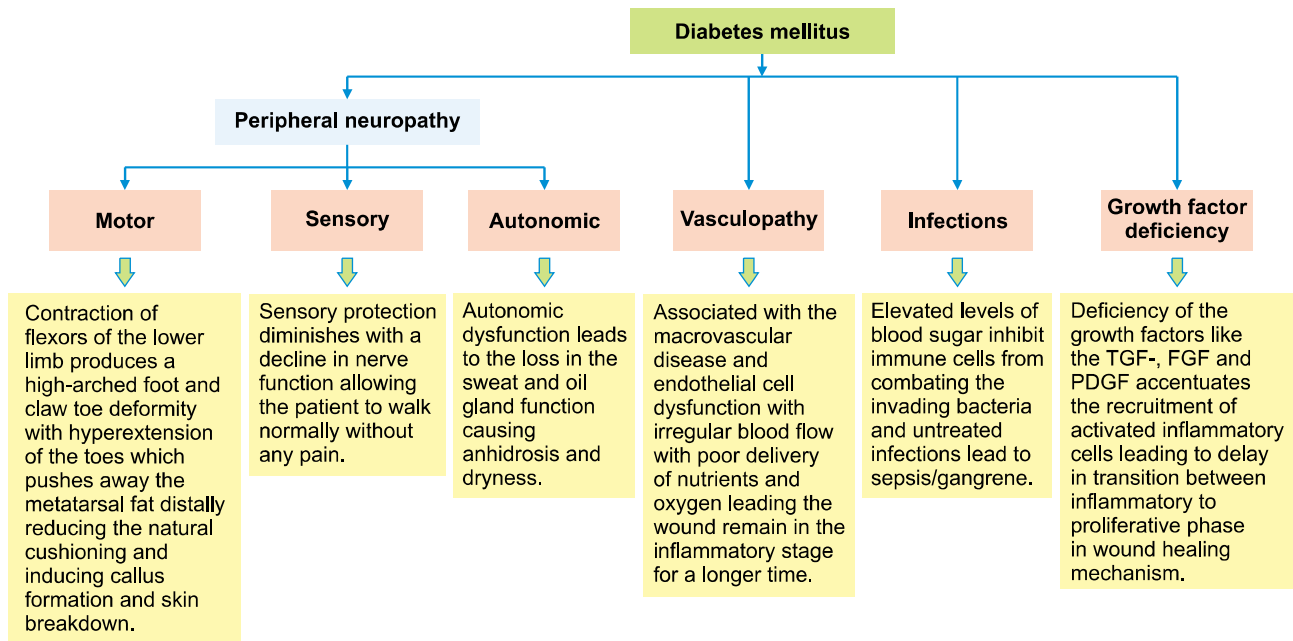 Diabetes mellitus
Peripheral neuropathy
Motor
Sensory
Autonomic
Vasculopathy
Infections
Growth factor
deficiency
Contraction of
flexors of the lower
limb produces a
high-arched foot and
claw toe deformity
with hyperextension
of the toes which
pushes away the
metatarsal fat distally
reducing the natural
cushioning and
inducing callus
formation and skin
breakdown.
Sensory protection
diminishes with a
decline in nerve
function allowing
the patient to walk
normally without
any pain.
Autonomic
dysfunction leads
to the loss in the
sweat and oil
gland function
causing
anhidrosis and
dryness.
Associated with the
macrovascular
disease and
endothelial cell
dysfunction with
irregular blood flow
with poor delivery
of nutrients and
oxygen leading the
wound remain in the
inflammatory stage
for a longer time.
Elevated levels of
blood sugar inhibit
immune cells from
combating the
invading bacteria
and untreated
infections lead to
sepsis/gangrene.
Deficiency of the
growth factors like
the TGF-, FGF and
PDGF accentuates
the recruitment of
activated inflammatory
cells leading to delay
in transition between
inflammatory to
proliferative phase
in wound healing
mechanism.